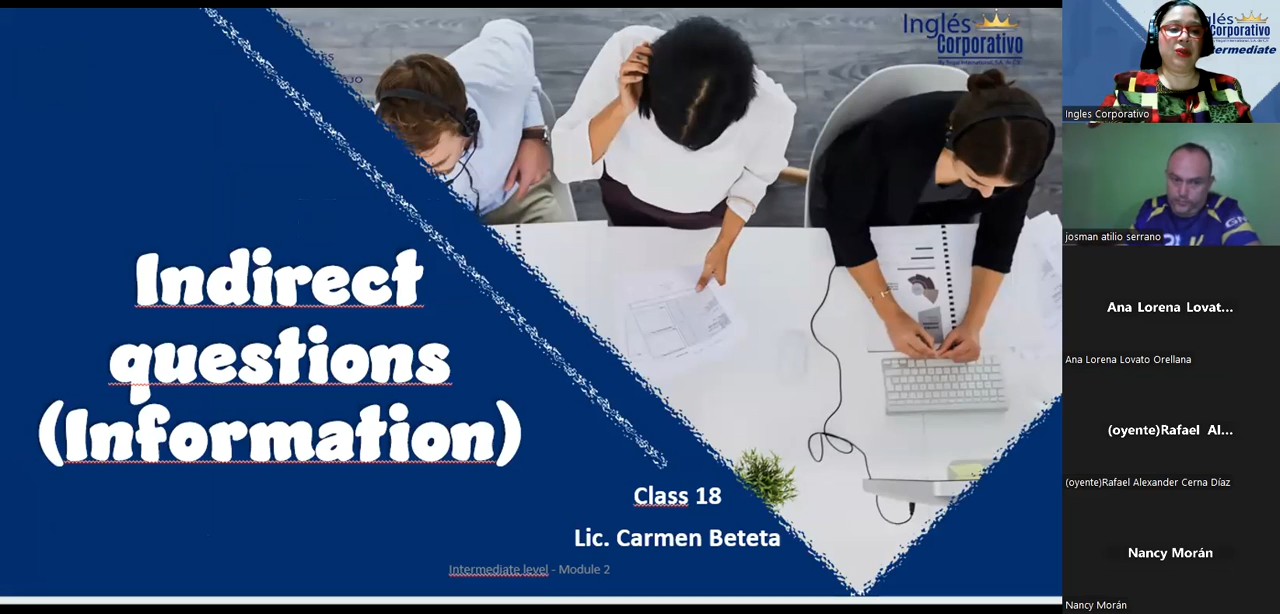 Inglés
Corporativo
Indirect
questions
(Information)
Class 18
Lic. Carmen Beteta
Intermediate level - Module 2
glés
Corporativo
termediate
Ingles Corporativo
josman atilio serrano
Ana Lorena Lovat...
Ana Lorena Lovato Orellana
(oyente)Rafael Al...
(oyente)Rafael Alexander Cerna Díaz
Nancy Morán
Nancy Morán